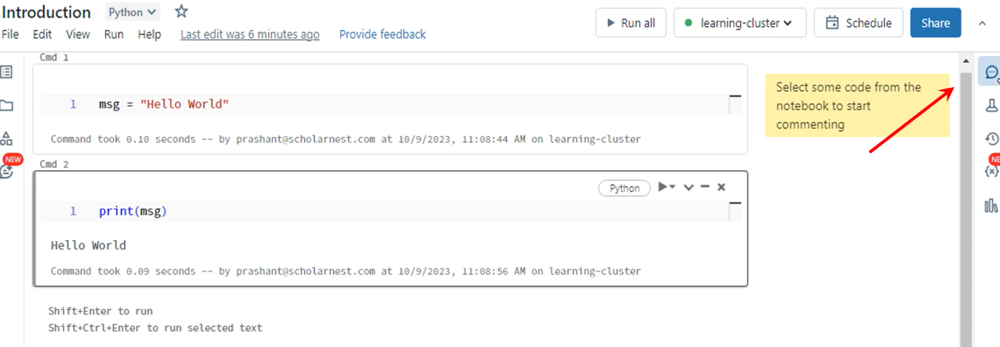 Introduction Python
Run all learning-cluster Schedule Share
File Edit View Run Help Last edit was 6 minutes ago Provide feedback
Cmd 1
1 msg = "Hello World"
Command took 0.10 seconds -- by prashant@scholarnest.com at 10/9/2023, 11:08:44 AM on learning-cluster
Select some code from the
notebook to start
commenting
NEW
Cmd 2
Python
1 print(msg)
Hello World
Command took 0.09 seconds -- by prashant@scholarnest.com at 10/9/2023, 11:08:56 AM on learning-cluster
Shift+Enter to run
Shift+Ctrl+Enter to run selected text
NE
{x}